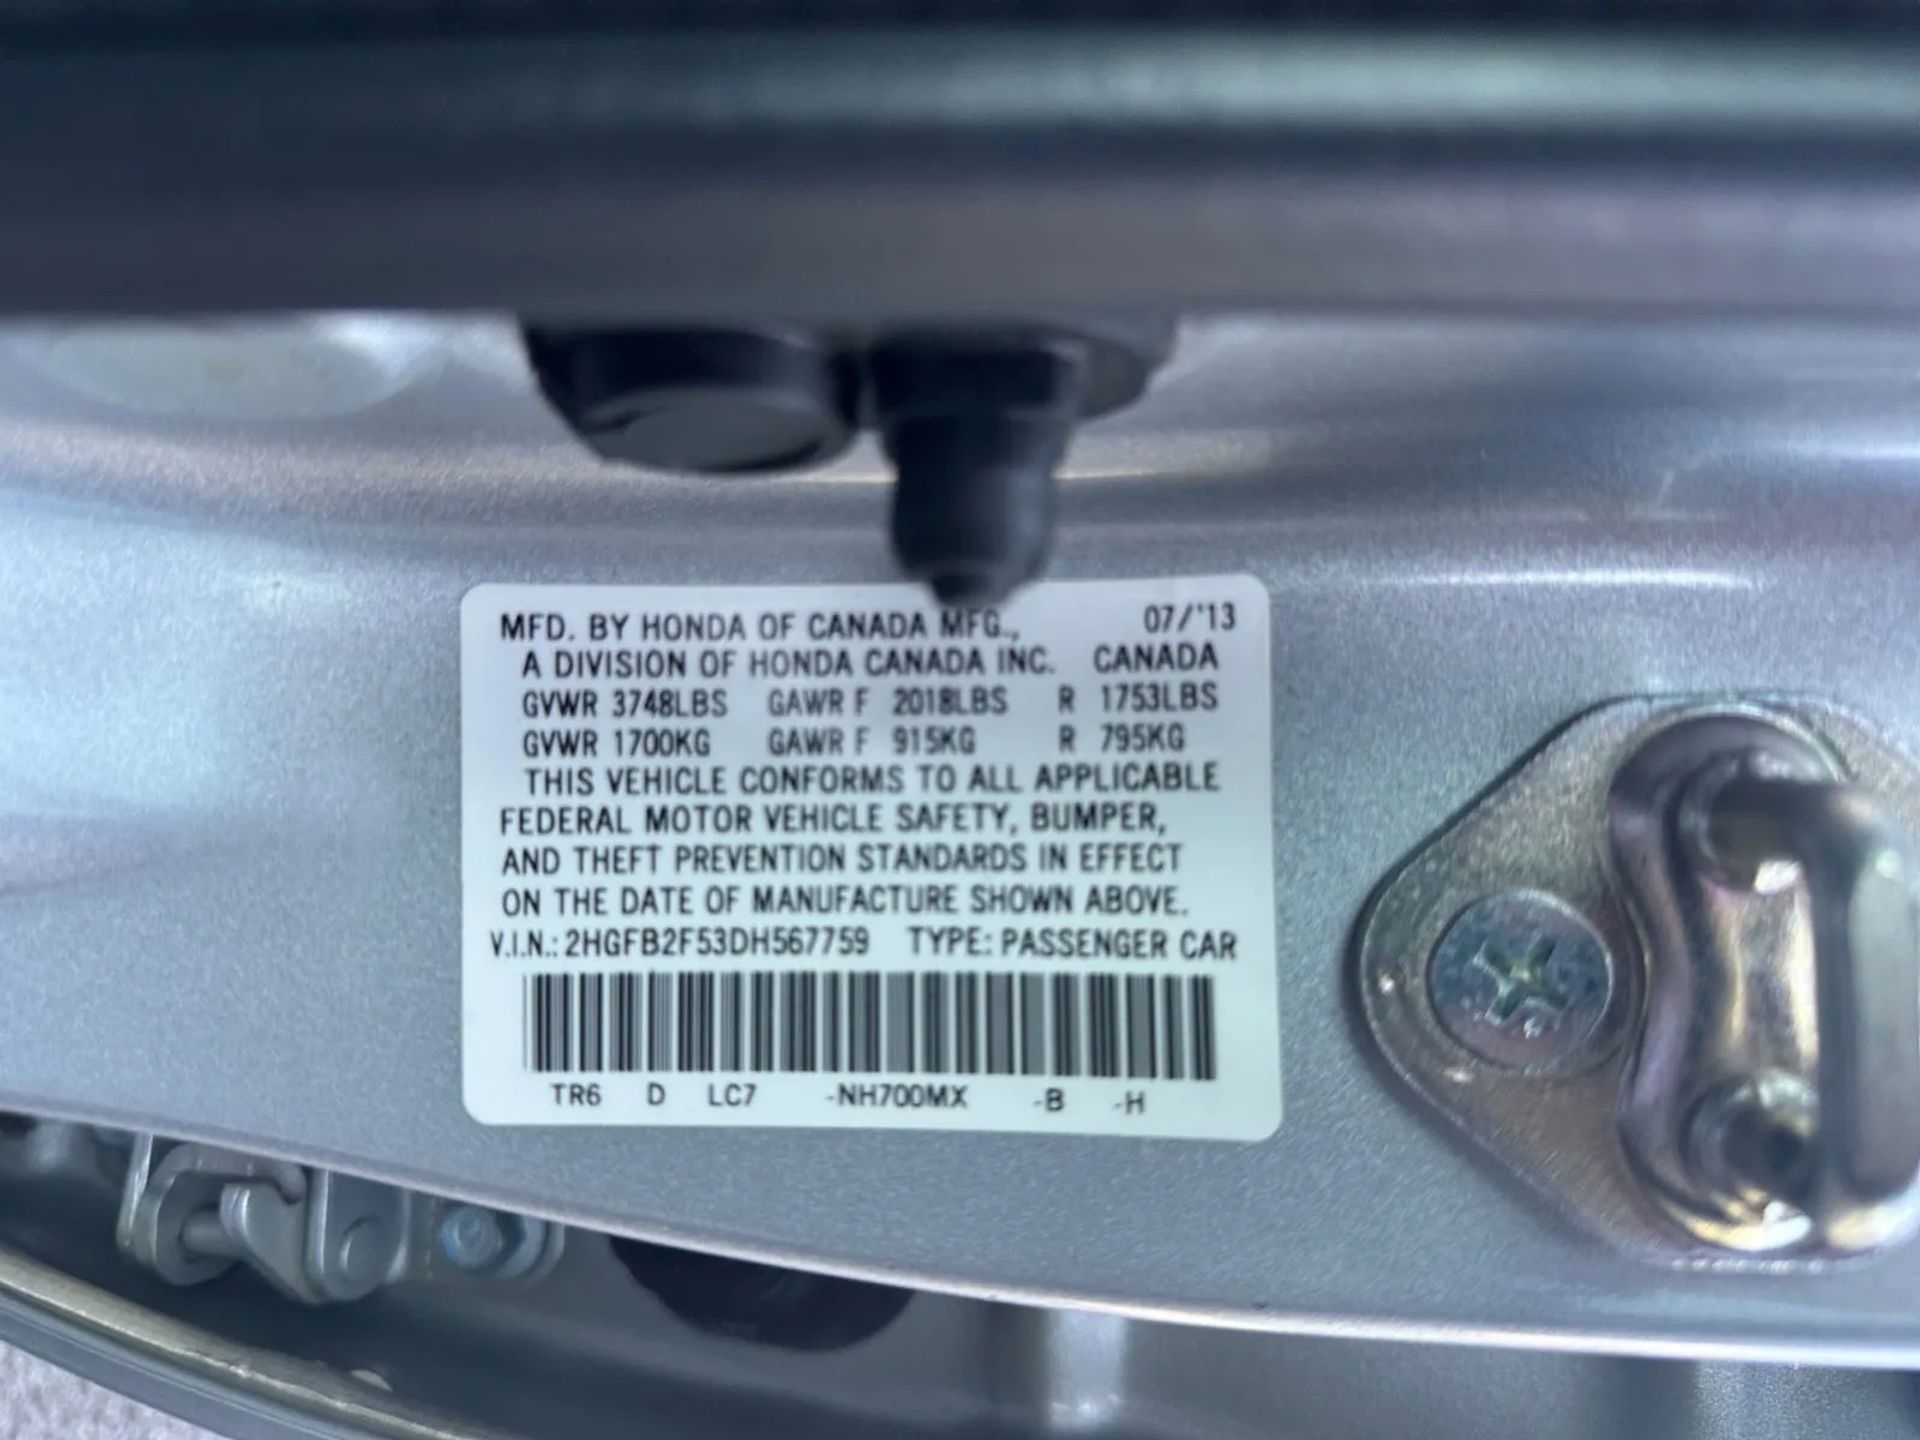 MFD. BY HONDA OF CANADA MFG., 07/'13
A DIVISION OF HONDA CANADA INC. CANADA
GVWR 3748LBS GAWR F 2018LBS R 1753LBS
GVWR 1700KG GAWR F 915KG R 795KG
THIS VEHICLE CONFORMS TO ALL APPLICABLE
FEDERAL MOTOR VEHICLE SAFETY, BUMPER,
AND THEFT PREVENTION STANDARDS IN EFFECT
ON THE DATE OF MANUFACTURE SHOWN ABOVE.
V.I.N.: 2HGFB2F53DH567759 TYPE: PASSENGER CAR
TR6 D LC7 -NH700MX -B -H